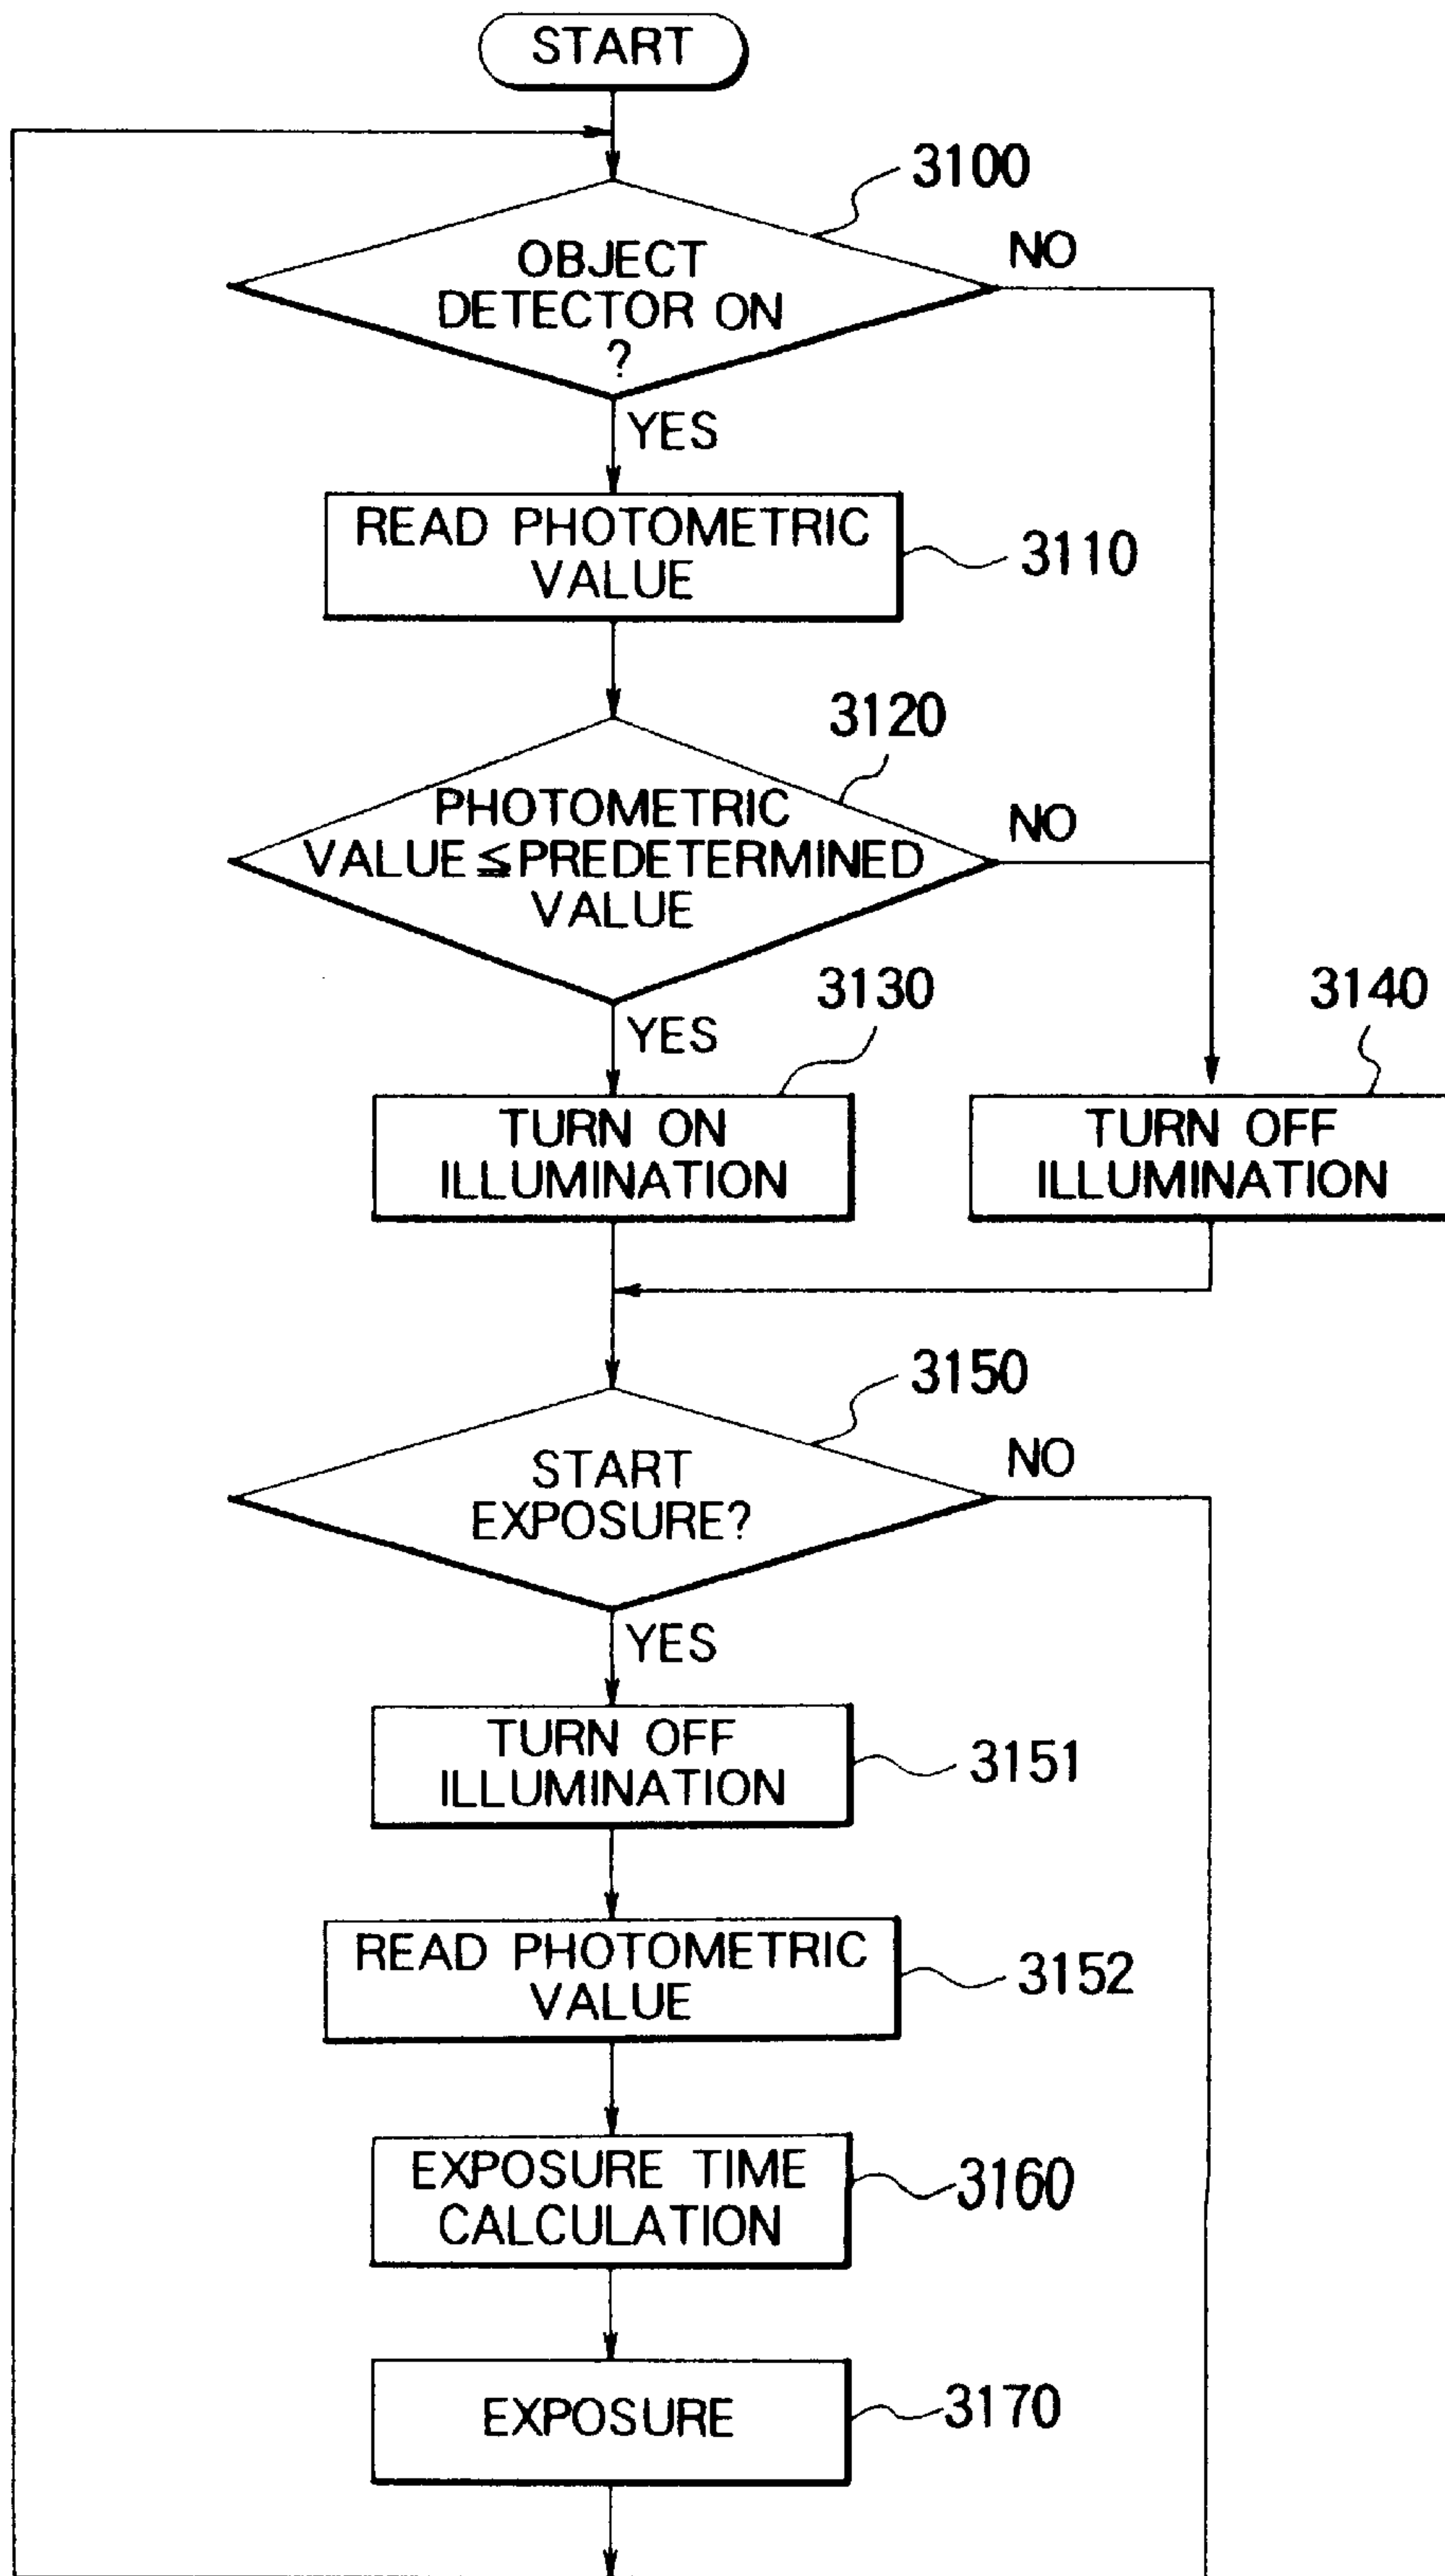 START
3100
OBJECT
DETECTOR ON
?
NO
YES
READ PHOTOMETRIC
VALUE
3110
3120
PHOTOMETRIC
VALUE≦PREDETERMINED
VALUE
NO
YES
3130
TURN ON
ILLUMINATION
3140
TURN OFF
ILLUMINATION
3150
START
EXPOSURE?
NO
YES
TURN OFF
ILLUMINATION
3151
READ PHOTOMETRIC
VALUE
3152
EXPOSURE TIME
CALCULATION
3160
EXPOSURE
3170